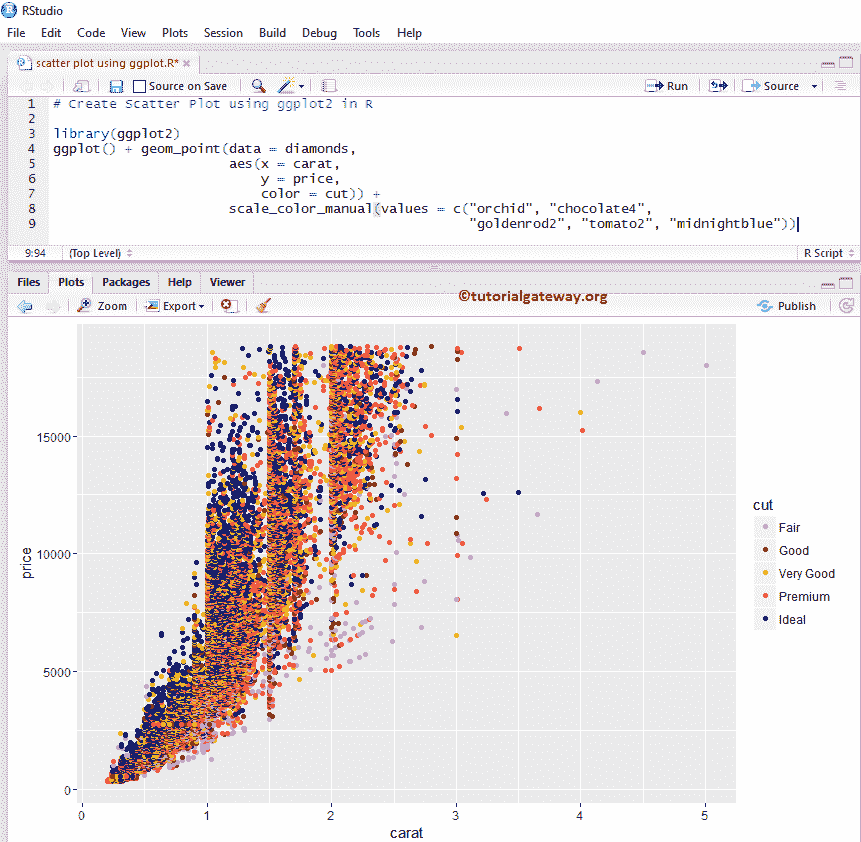 RStudio
File Edit Code View Plots Session Build Debug Tools Help
scatter plot using ggplot.R*
Source on Save Run Source
1 # Create Scatter Plot using ggplot2 in R
2
3 library(ggplot2)
4 ggplot() + geom_point(data = diamonds,
5 aes(x = carat,
6 y = price,
7 color = cut)) +
8 scale_color_manual(values = c("orchid", "chocolate4",
9 "goldenrod2", "tomato2", "midnightblue"))
9:94 (Top Level) R Script
Files Plots Packages Help Viewer
Zoom Export ©tutorialgateway.org Publish
15000
10000
5000
0
price
0 1 2 3 4 5
carat
cut
Fair
Good
Very Good
Premium
Ideal